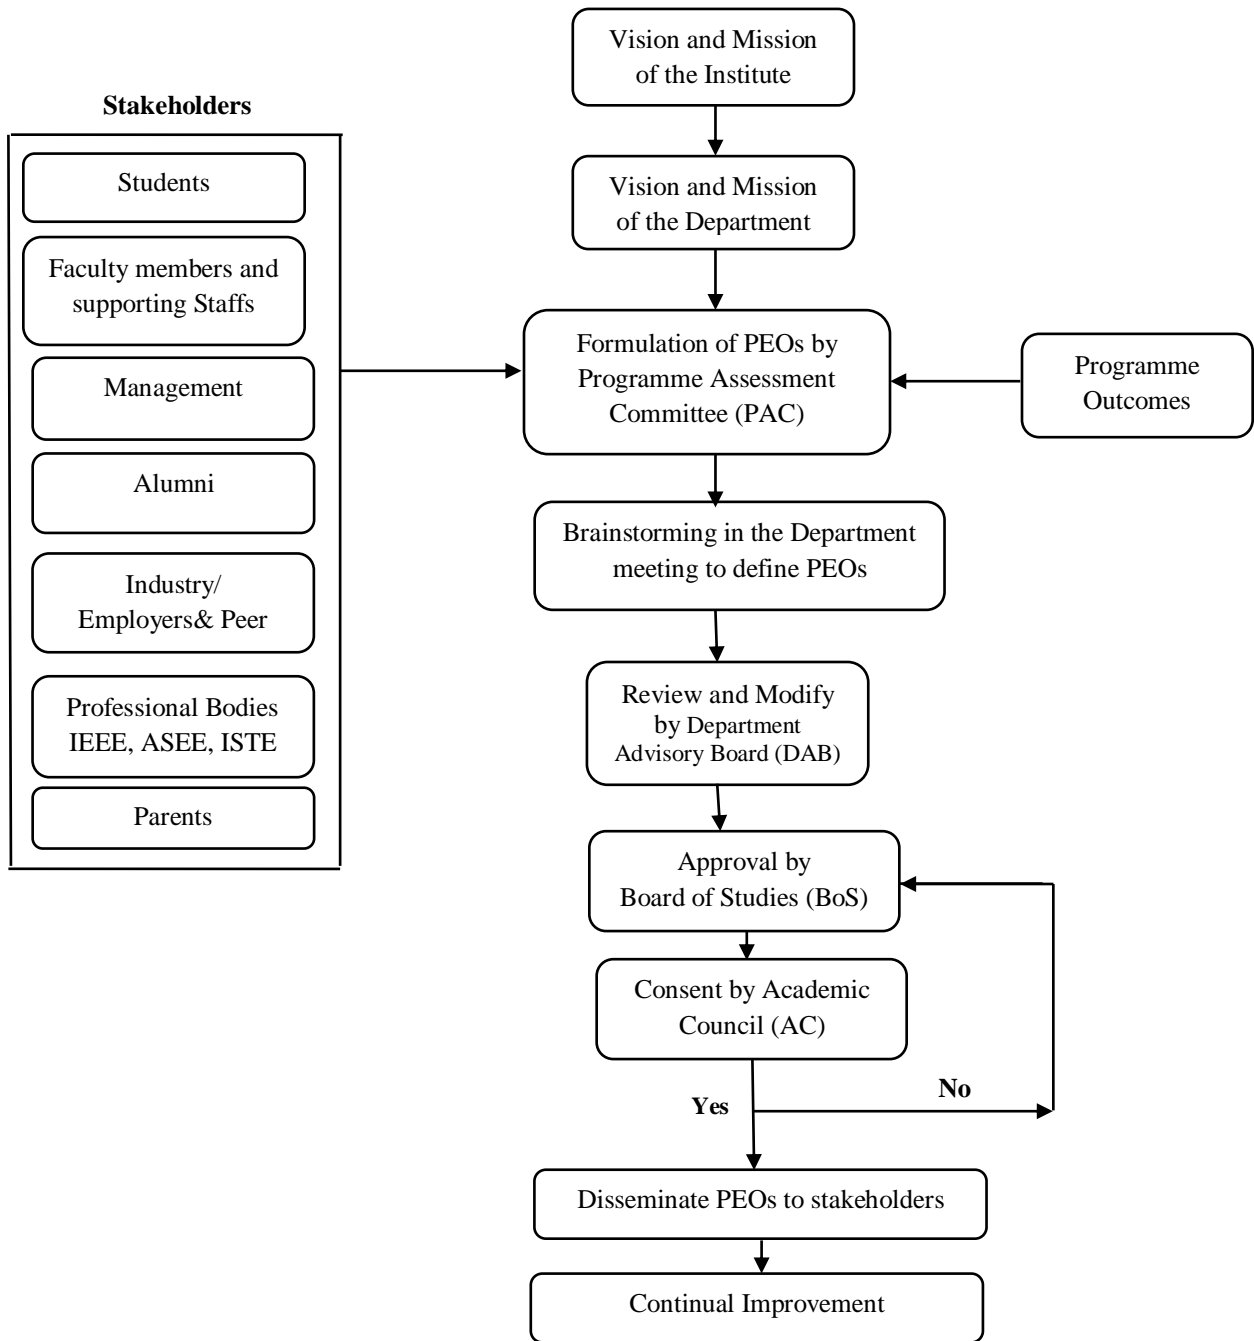 Vision and Mission
of the Institute
Stakeholders
Students
Faculty members and
supporting Staffs
Management
Alumni
Industry/
Employers& Peer
Professional Bodies
IEEE, ASEE, ISTE
Parents
Vision and Mission
of the Department
Formulation of PEOs by
Programme Assessment
Committee (PAC)
Programme
Outcomes
Brainstorming in the Department
meeting to define PEOs
Review and Modify
by Department
Advisory Board (DAB)
Approval by
Board of Studies (BoS)
Consent by Academic
Council (AC)
Yes
No
Disseminate PEOs to stakeholders
Continual Improvement